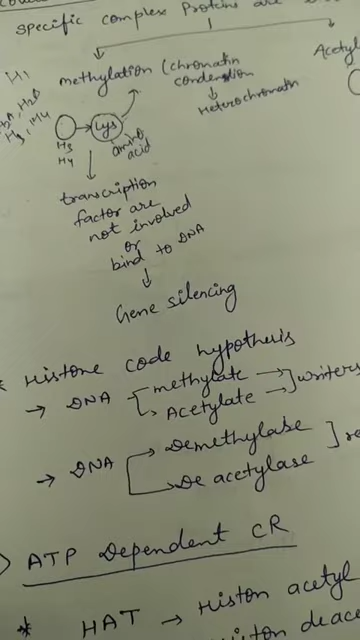 specific complex Proteins are
methylation (chromatin condenstion
↓
Heterochromatin
Acetyl
H1
H2A, H2B
H3, H4
H3
H4
→ Lys
amino acid
↓
transcription
factor are
not involved
or
bind to DNA
↓
Gene silencing
* Histone code hypothesis
→ DNA methylate → ] writers
Acetylate →
→ DNA → Demethylase ] re
→ De acetylase
ATP Dependent CR
* HAT → Histon acetyl
histon deace